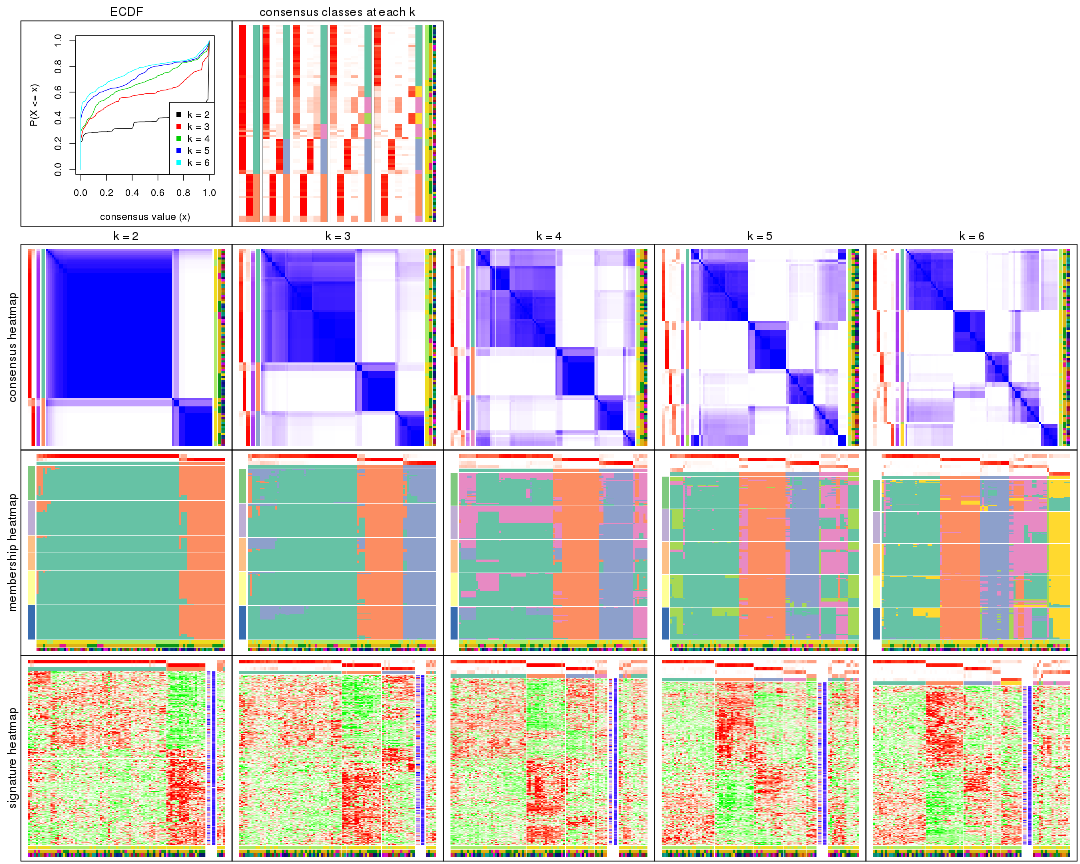 ECDF
consensus classes at each k
P(X <= x)
0.0 0.2 0.4 0.6 0.8 1.0
k = 2
k = 3
k = 4
k = 5
k = 6
0.0 0.2 0.4 0.6 0.8 1.0
consensus value (x)
k = 2 k = 3 k = 4 k = 5 k = 6
consensus heatmap
membership heatmap
signature heatmap